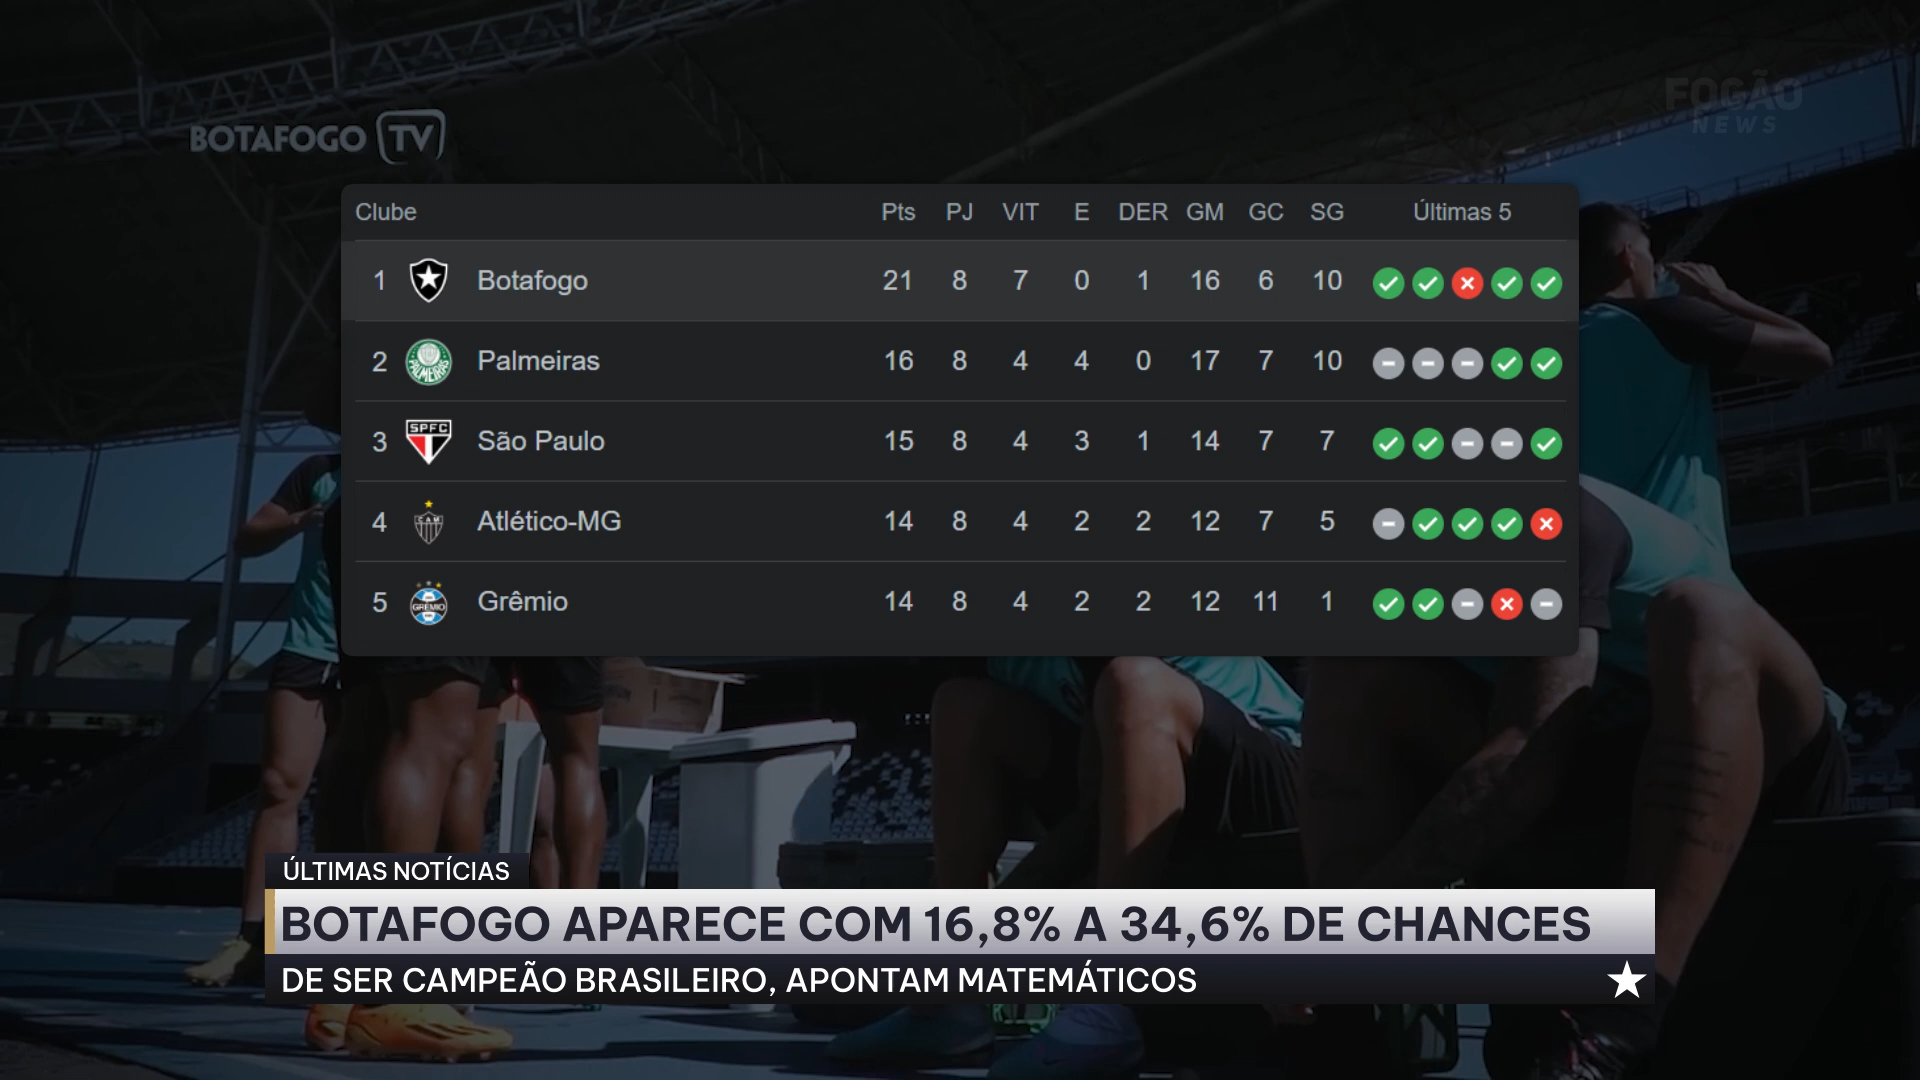 FOGÃO
NEWS
BOTAFOGO TV
Clube Pts PJ VIT E DER GM GC SG Últimas 5
1 Botafogo 21 8 7 0 1 16 6 10
2 PALMEIRAS Palmeiras 16 8 4 4 0 17 7 10
3 SPFC São Paulo 15 8 4 3 1 14 7 7
4 CAM Atlético-MG 14 8 4 2 2 12 7 5
5 GRÊMIO Grêmio 14 8 4 2 2 12 11 1
ÚLTIMAS NOTÍCIAS
BOTAFOGO APARECE COM 16,8% A 34,6% DE CHANCES
DE SER CAMPEÃO BRASILEIRO, APONTAM MATEMÁTICOS